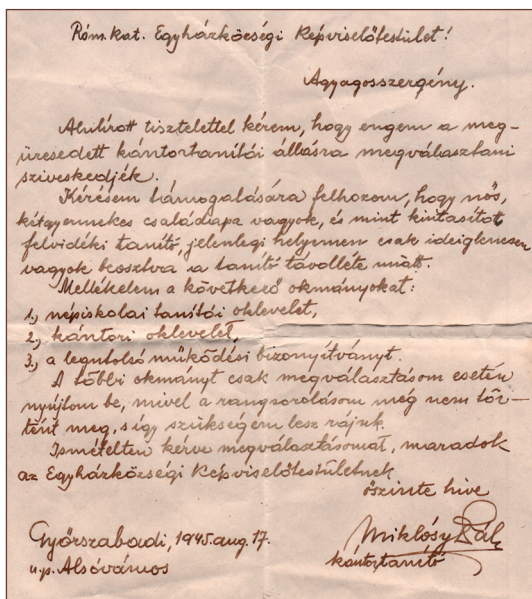 Róm. kat. Egyházközségi Képviselőtestület!
Agyagosszergény.
Alulírott tisztelettel kérem, hogy engem a meg-
üresedett kántortanítói állásra megválasztani
sziveskedjék.
Kérésem támogatására felhozom, hogy nős,
kétgyermekes családapa vagyok, és mint kiutasított
felvidéki tanító, jelenlegi helyemen csak ideiglenesen
vagyok beosztva a tanító távolléte miatt.
Mellékelem a következő okmányokat:
1., népiskolai tanítói oklevelet,
2., kántori oklevelet,
3., a legutolsó működési bizonyítványt.
A többi okmányt csak megválasztásom esetén
nyújtom be, mivel a rangsorolásom még nem tör-
tént meg, s így szükségem lesz rájuk.
Ismételten kérve megválasztásomat, maradok
az Egyházközségi Képviselőtestületnek
őszinte híve
Győrszabadi, 1945. aug. 17.
u.p. Alsóvámos
Miklósy Pál
kántortanító